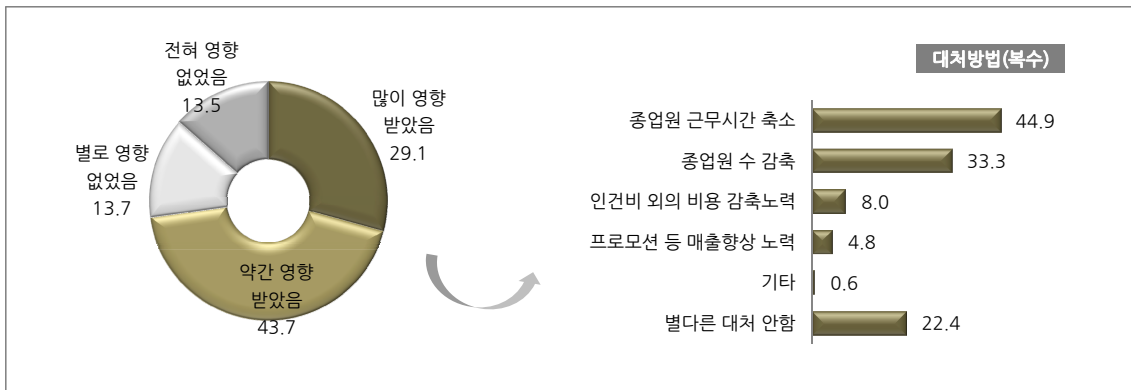 전혀 영향
없었음
13.5
많이 영향
받았음
29.1
별로 영향
없었음
13.7
약간 영향
받았음
43.7
대처방법(복수)
종업원 근무시간 축소 44.9
종업원 수 감축 33.3
인건비 외의 비용 감축노력 8.0
프로모션 등 매출향상 노력 4.8
기타 0.6
별다른 대처 안함 22.4